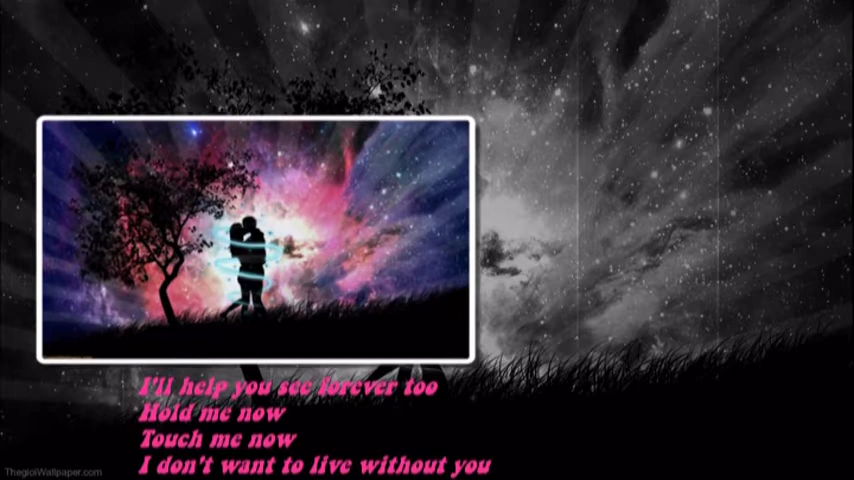 I'll help you see forever too
Hold me now
Touch me now
I don't want to live without you
ThegioiWallpaper.com